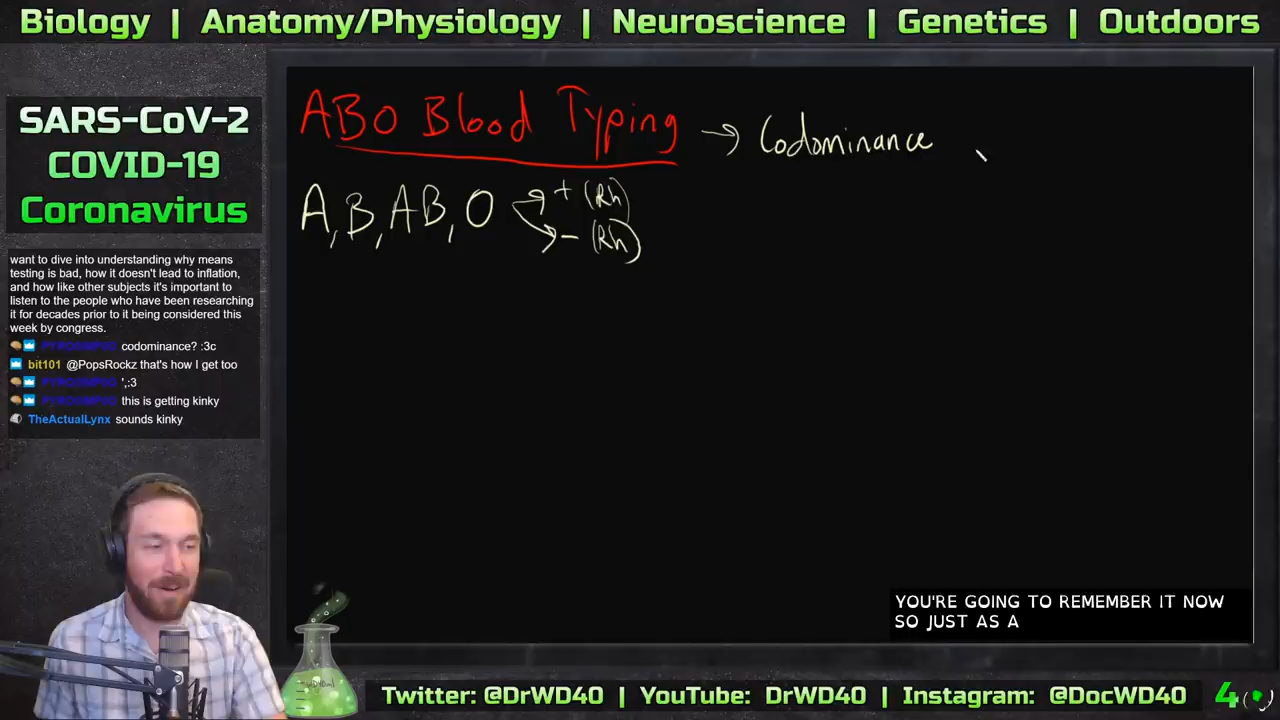 Biology | Anatomy/Physiology | Neuroscience | Genetics | Outdoors
SARS-CoV-2
COVID-19
Coronavirus
want to dive into understanding why means
testing is bad, how it doesn't lead to inflation,
and how like other subjects it's important to
listen to the people who have been researching
it for decades prior to it being considered this
week by congress.
codominance? :3c
bit101 @PopsRockz that's how I get too
',:3
this is getting kinky
TheActualLynx sounds kinky
ABO Blood Typing → Codominance
A, B, AB, O + (Rh)
- (Rh)
YOU'RE GOING TO REMEMBER IT NOW
SO JUST AS A
Twitter: @DrWD40 | YouTube: DrWD40 | Instagram: @DocWD40